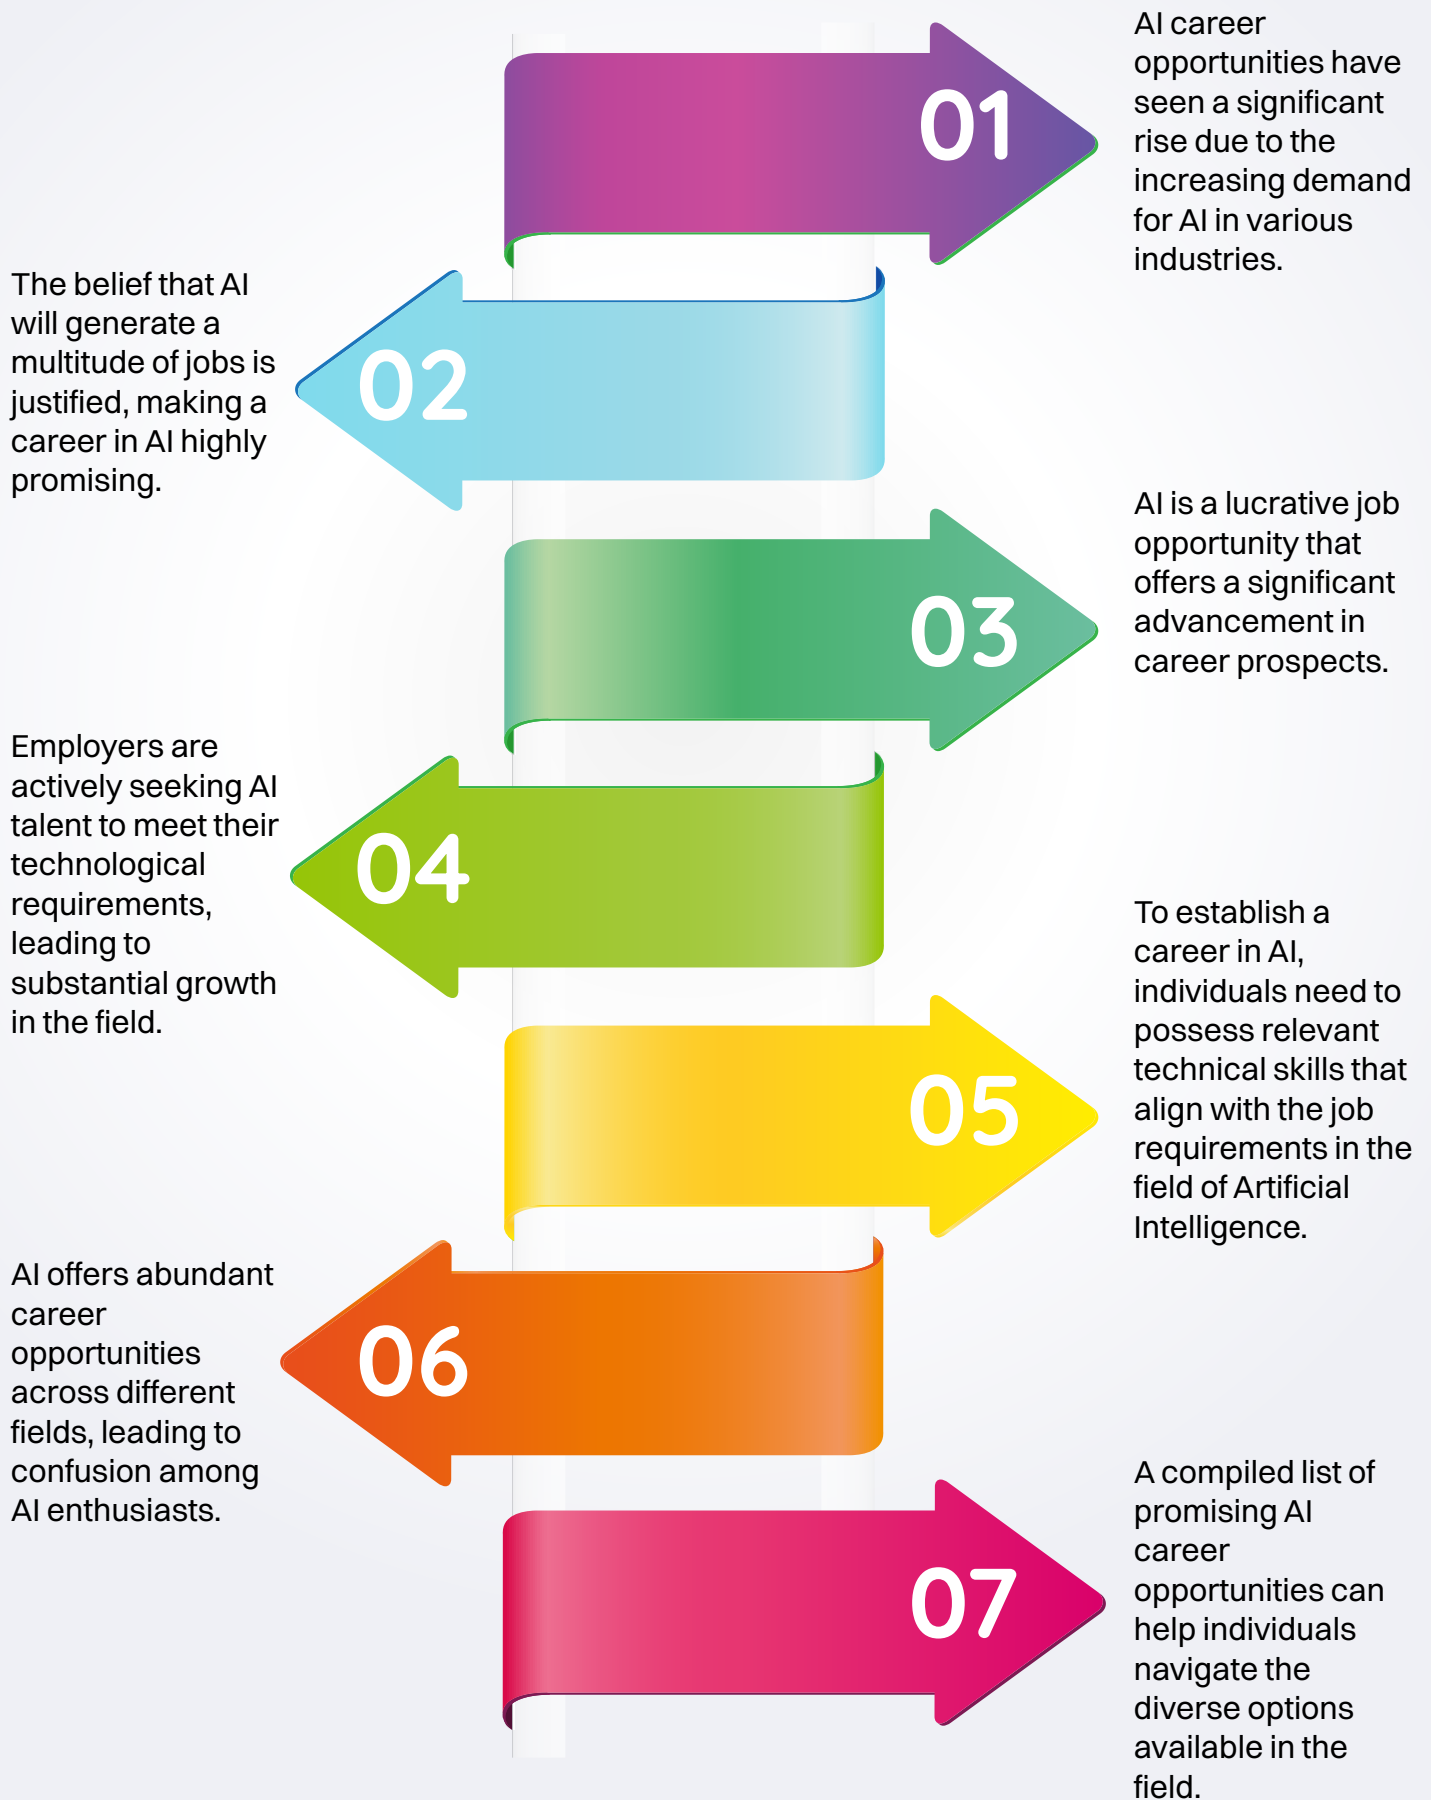 01
AI career
opportunities have
seen a significant
rise due to the
increasing demand
for AI in various
industries.
02
The belief that AI
will generate a
multitude of jobs is
justified, making a
career in AI highly
promising.
03
AI is a lucrative job
opportunity that
offers a significant
advancement in
career prospects.
04
Employers are
actively seeking AI
talent to meet their
technological
requirements,
leading to
substantial growth
in the field.
05
To establish a
career in AI,
individuals need to
possess relevant
technical skills that
align with the job
requirements in the
field of Artificial
Intelligence.
06
AI offers abundant
career
opportunities
across different
fields, leading to
confusion among
AI enthusiasts.
07
A compiled list of
promising AI
career
opportunities can
help individuals
navigate the
diverse options
available in the
field.